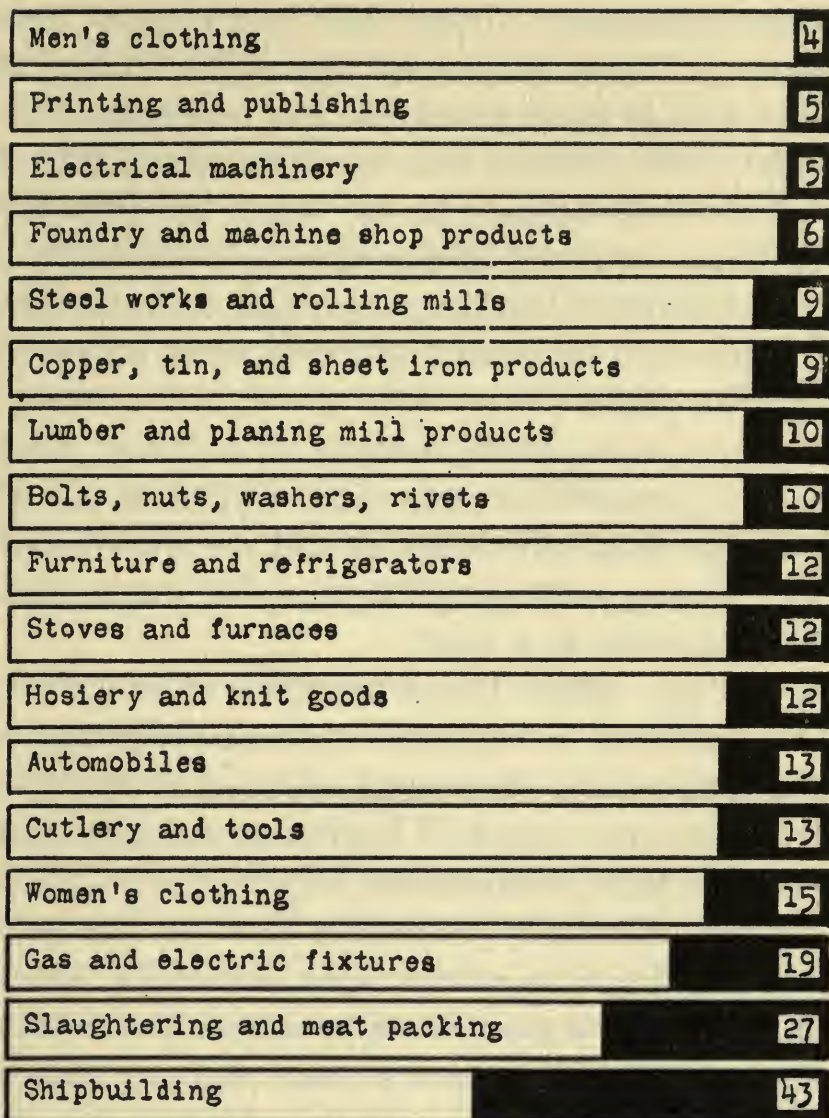 Men's clothing 4
Printing and publishing 5
Electrical machinery 5
Foundry and machine shop products 6
Steel works and rolling mills 9
Copper, tin, and sheet iron products 9
Lumber and planing mill products 10
Bolts, nuts, washers, rivets 10
Furniture and refrigerators 12
Stoves and furnaces 12
Hosiery and knit goods 12
Automobiles 13
Cutlery and tools 13
Women's clothing 15
Gas and electric fixtures 19
Slaughtering and meat packing 27
Shipbuilding 43